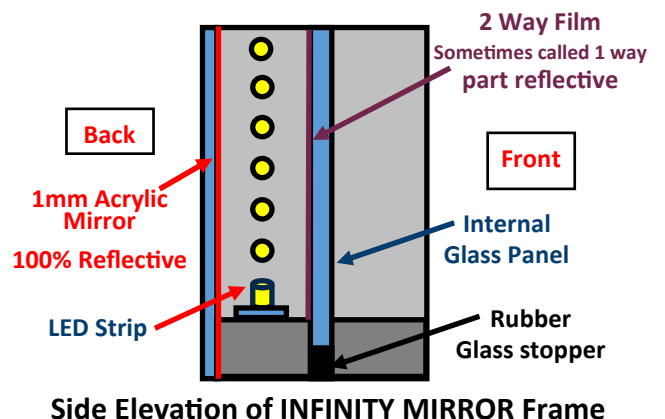 2 Way Film
Sometimes called 1 way
part reflective
Back
Front
1mm Acrylic
Mirror
100% Reflective
Internal
Glass Panel
LED Strip
Rubber
Glass stopper
Side Elevation of INFINITY MIRROR Frame